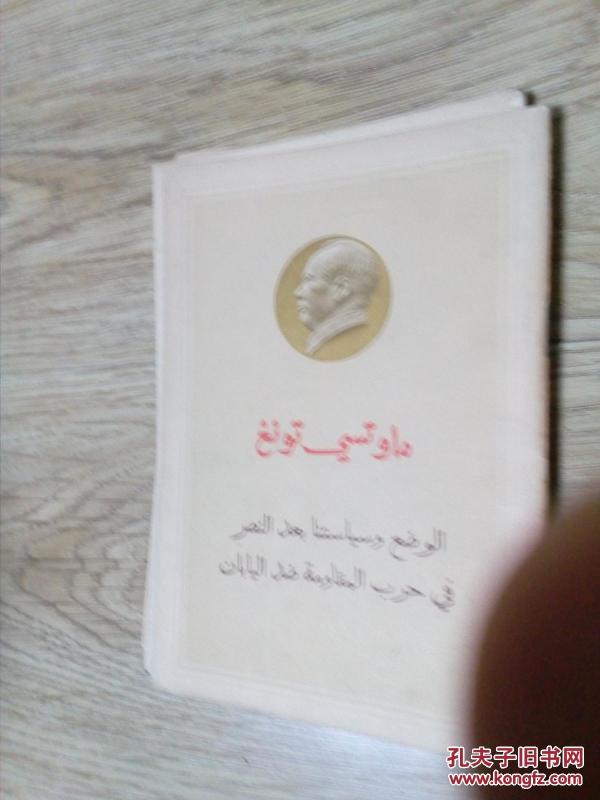 ماو تسي تونغ
الوضع وسياستنا بعد النصر
في حرب المقاومة ضد اليابان
孔夫子旧书网
www.kongfz.com